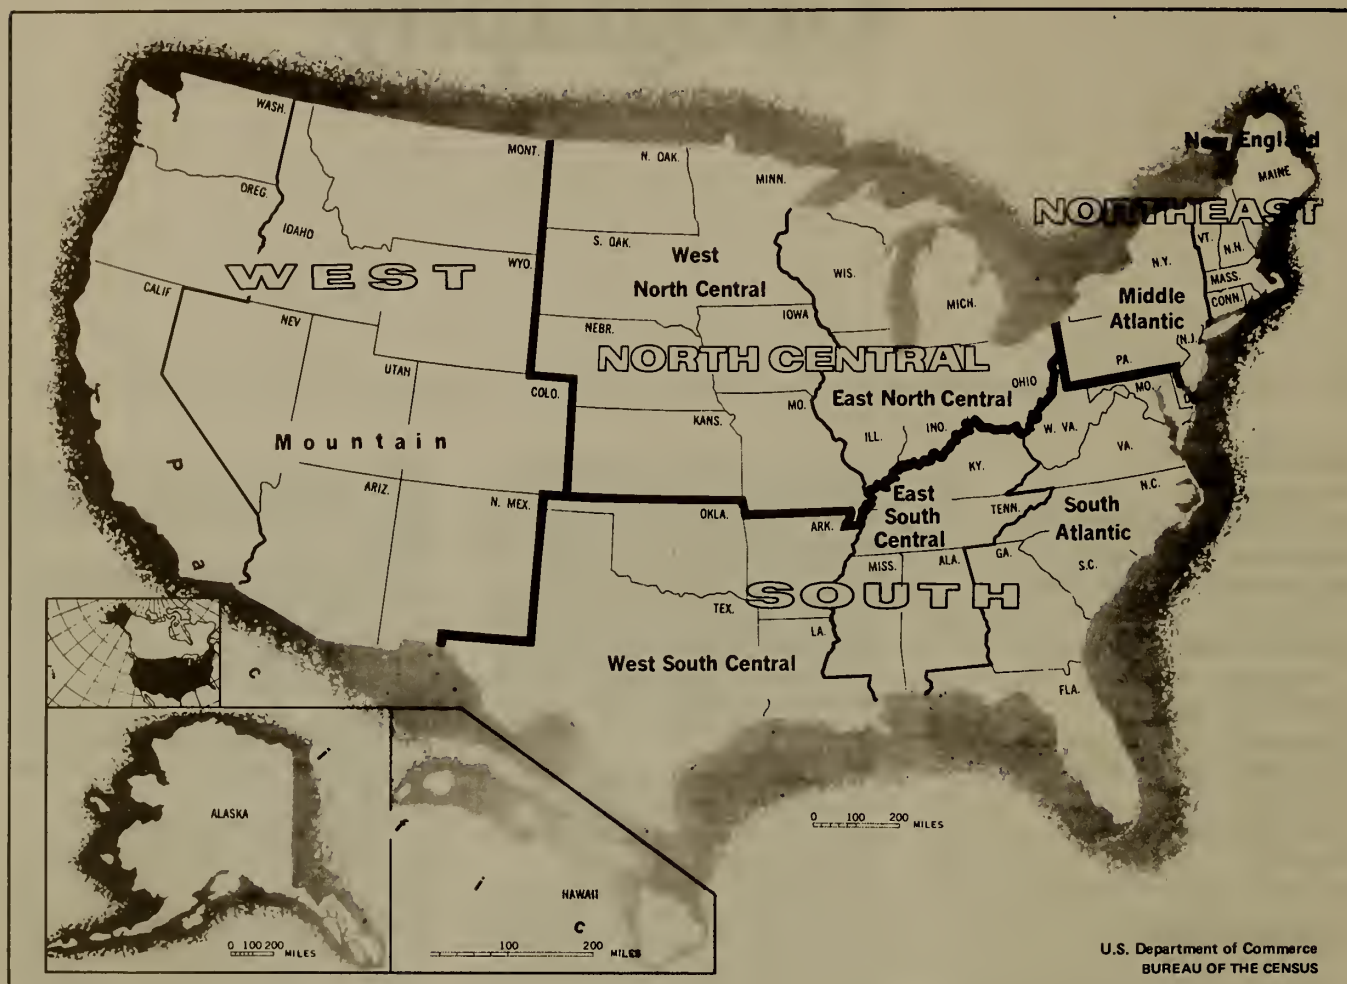 WASH.
MONT.
N. DAK.
MINN.
New England
MAINE
OREG.
IDAHO
NORTHEAST
S. DAK.
VT.
N.H.
WYO.
West
North Central
WIS.
N.Y.
WEST
MASS.
CALIF
MICH.
Middle
Atlantic
CONN.
NEV
IOWA
NEBR.
N.J.
NORTH CENTRAL
PA.
UTAH
COLO.
OHIO
MO.
East North Central
MD.
D
KANS.
ILL.
IND.
W. VA.
Mountain
VA.
KY.
P
a
c
i
f
i
c
ARIZ.
N. MEX.
OKLA.
ARK.
East
South
Central
TENN.
N.C.
South
Atlantic
MISS.
ALA.
GA.
S.C.
TEX.
SOUTH
LA.
West South Central
FLA.
ALASKA
0 100 200
MILES
HAWAII
100 200
MILES
0 100 200
MILES
U.S. Department of Commerce
BUREAU OF THE CENSUS